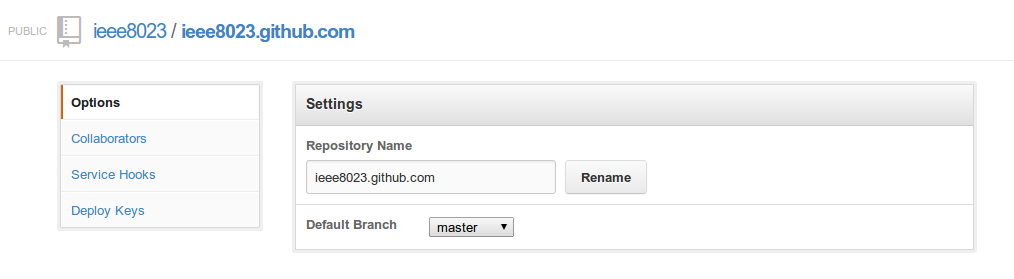 PUBLIC ieee8023 / ieee8023.github.com
Options
Collaborators
Service Hooks
Deploy Keys
Settings
Repository Name
ieee8023.github.com Rename
Default Branch master